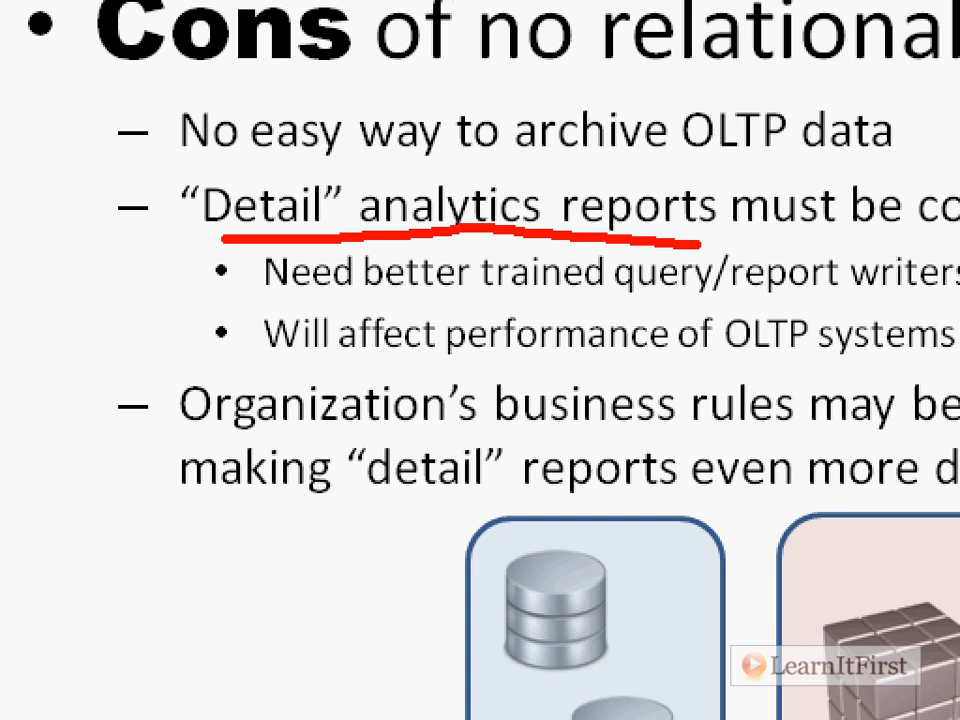 • Cons of no relational
– No easy way to archive OLTP data
– “Detail” analytics reports must be co
• Need better trained query/report writers
• Will affect performance of OLTP systems
– Organization’s business rules may be
making “detail” reports even more d
LearnItFirst